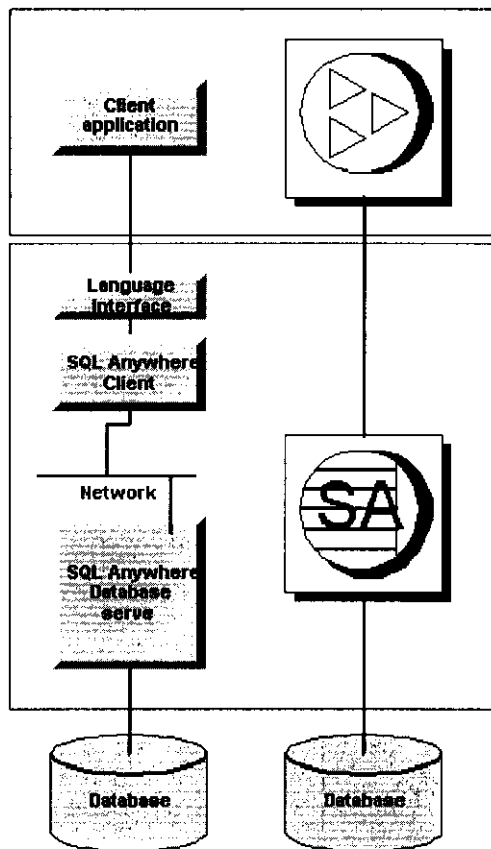 Client
application
Language
Interface
SQL Anywhere
Client
Network
SQL Anywhere
Database
serve
SA
Database
Database